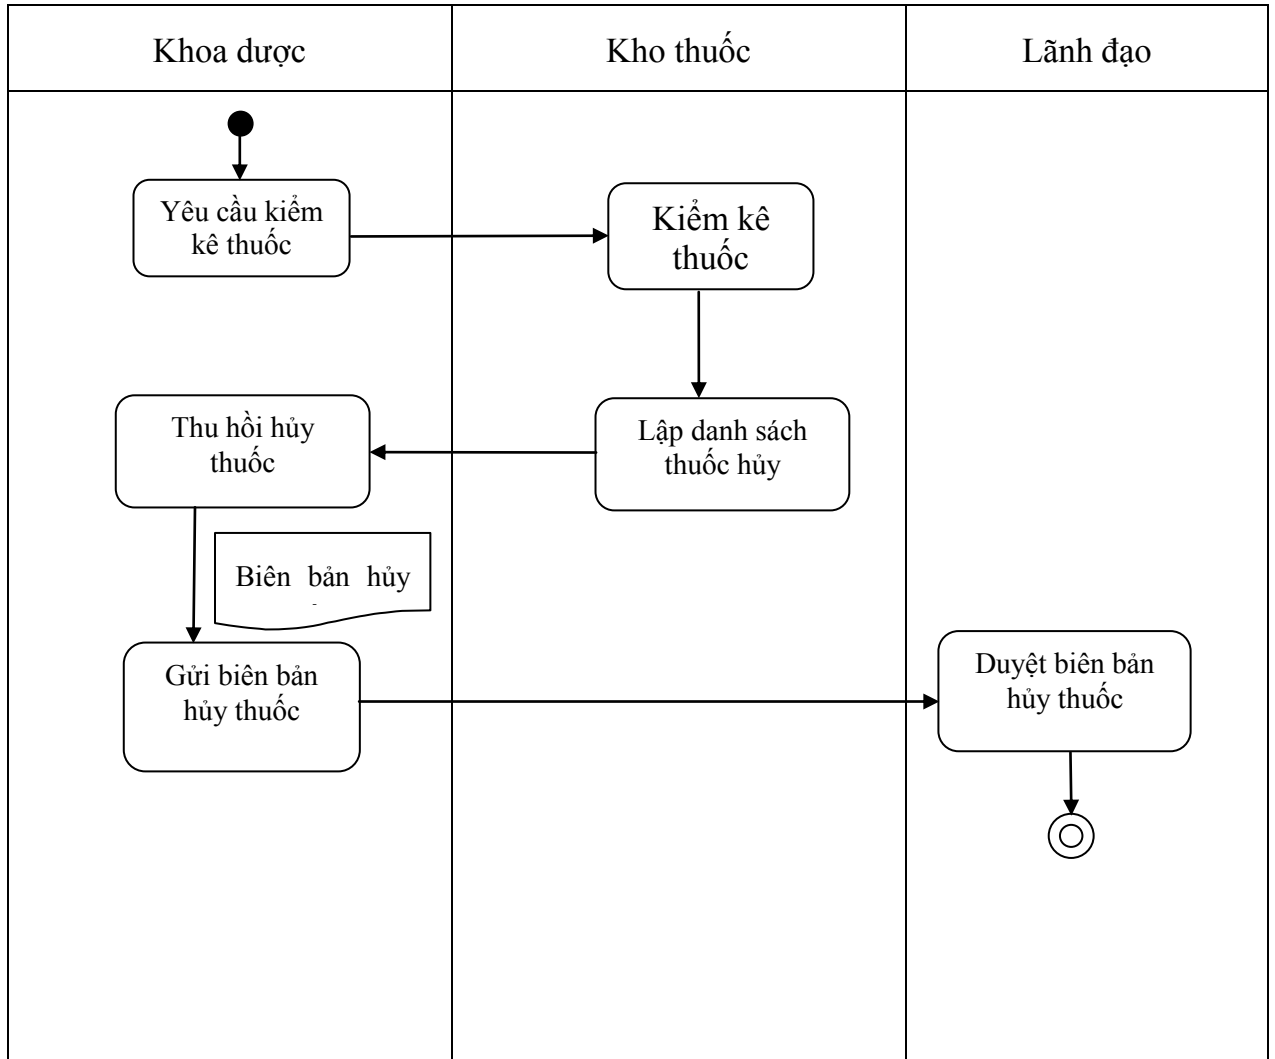 Khoa dược
Kho thuốc
Lãnh đạo
Yêu cầu kiểm
kê thuốc
Kiểm kê
thuốc
Thu hồi hủy
thuốc
Lập danh sách
thuốc hủy
Biên bản hủy
Gửi biên bản
hủy thuốc
Duyệt biên bản
hủy thuốc